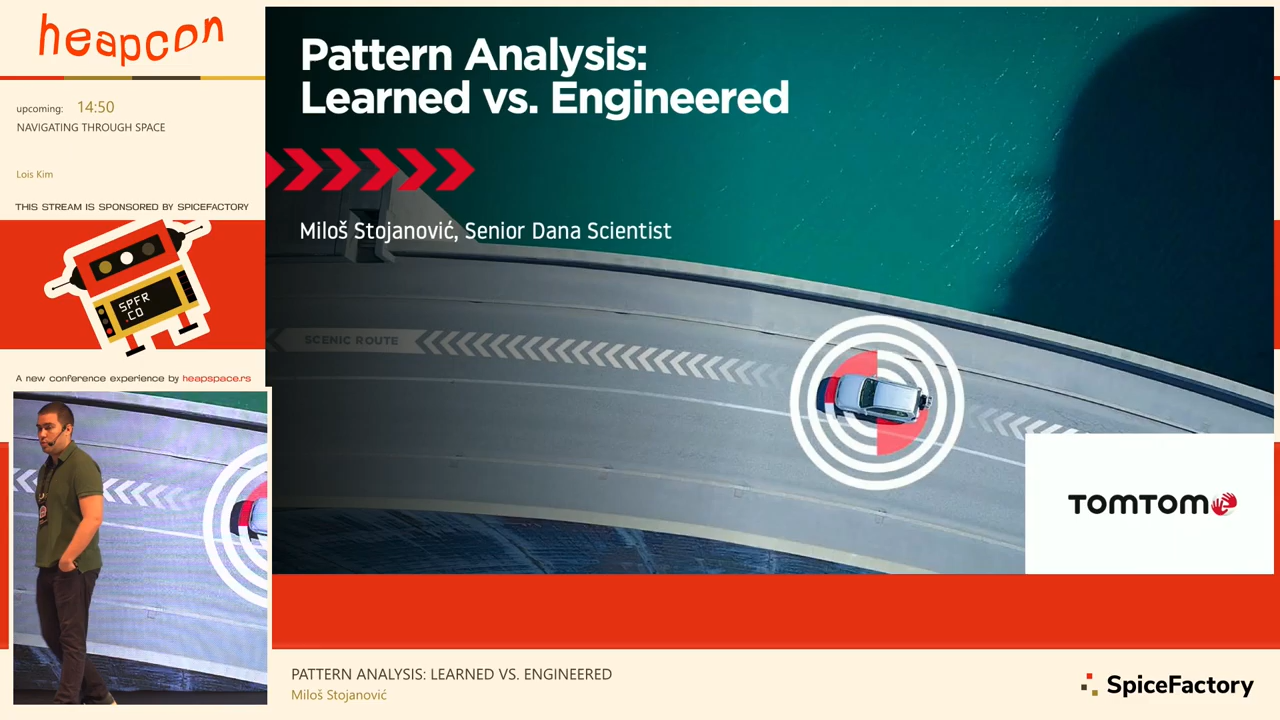 heapcon
upcoming: 14:50
NAVIGATING THROUGH SPACE
Lois Kim
THIS STREAM IS SPONSORED BY SPICEFACTORY
SPFR
.CO
A new conference experience by heapspace.rs
Pattern Analysis:
Learned vs. Engineered
Miloš Stojanović, Senior Dana Scientist
SCENIC ROUTE
TOMTOM
PATTERN ANALYSIS: LEARNED VS. ENGINEERED
Miloš Stojanović
SpiceFactory